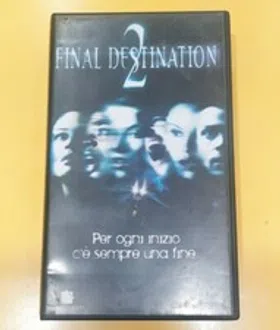 2
FINAL DESTINATION
Per ogni inizio
c'è sempre una fine